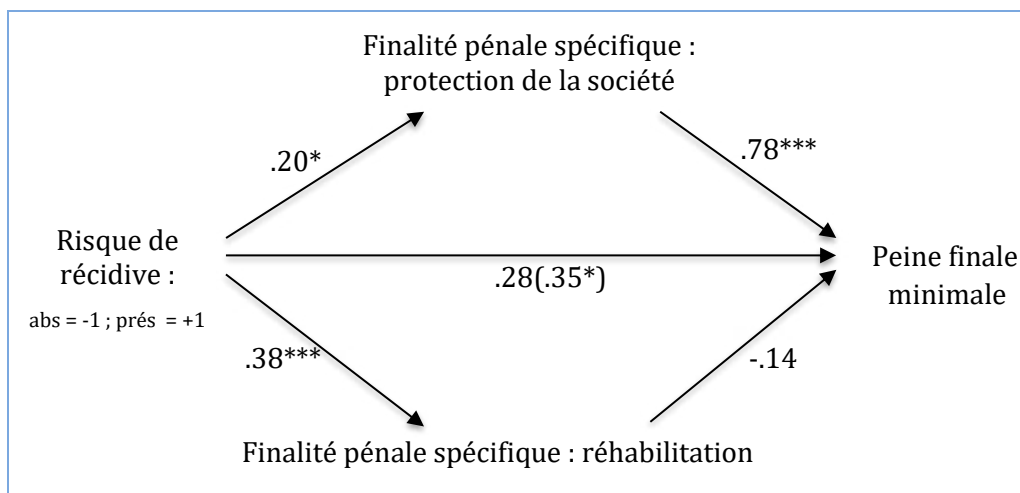 Finalité pénale spécifique :
protection de la société
.20*
.78***
Risque de
récidive :
abs = -1 ; prés = +1
.28(.35*)
Peine finale
minimale
.38***
-.14
Finalité pénale spécifique : réhabilitation